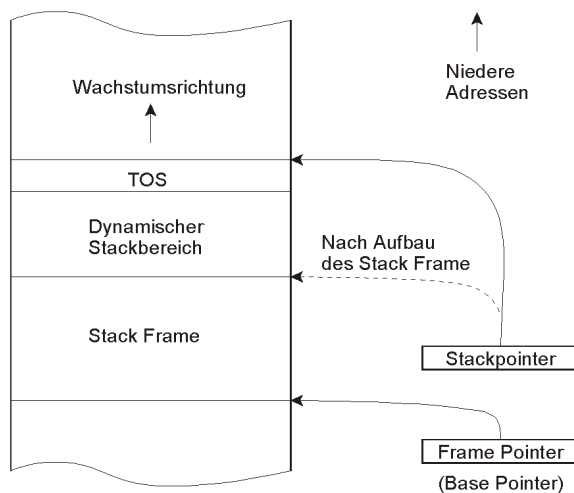 Niedere
Adressen
Wachstumsrichtung
TOS
Dynamischer
Stackbereich
Nach Aufbau
des Stack Frame
Stack Frame
Stackpointer
Frame Pointer
(Base Pointer)